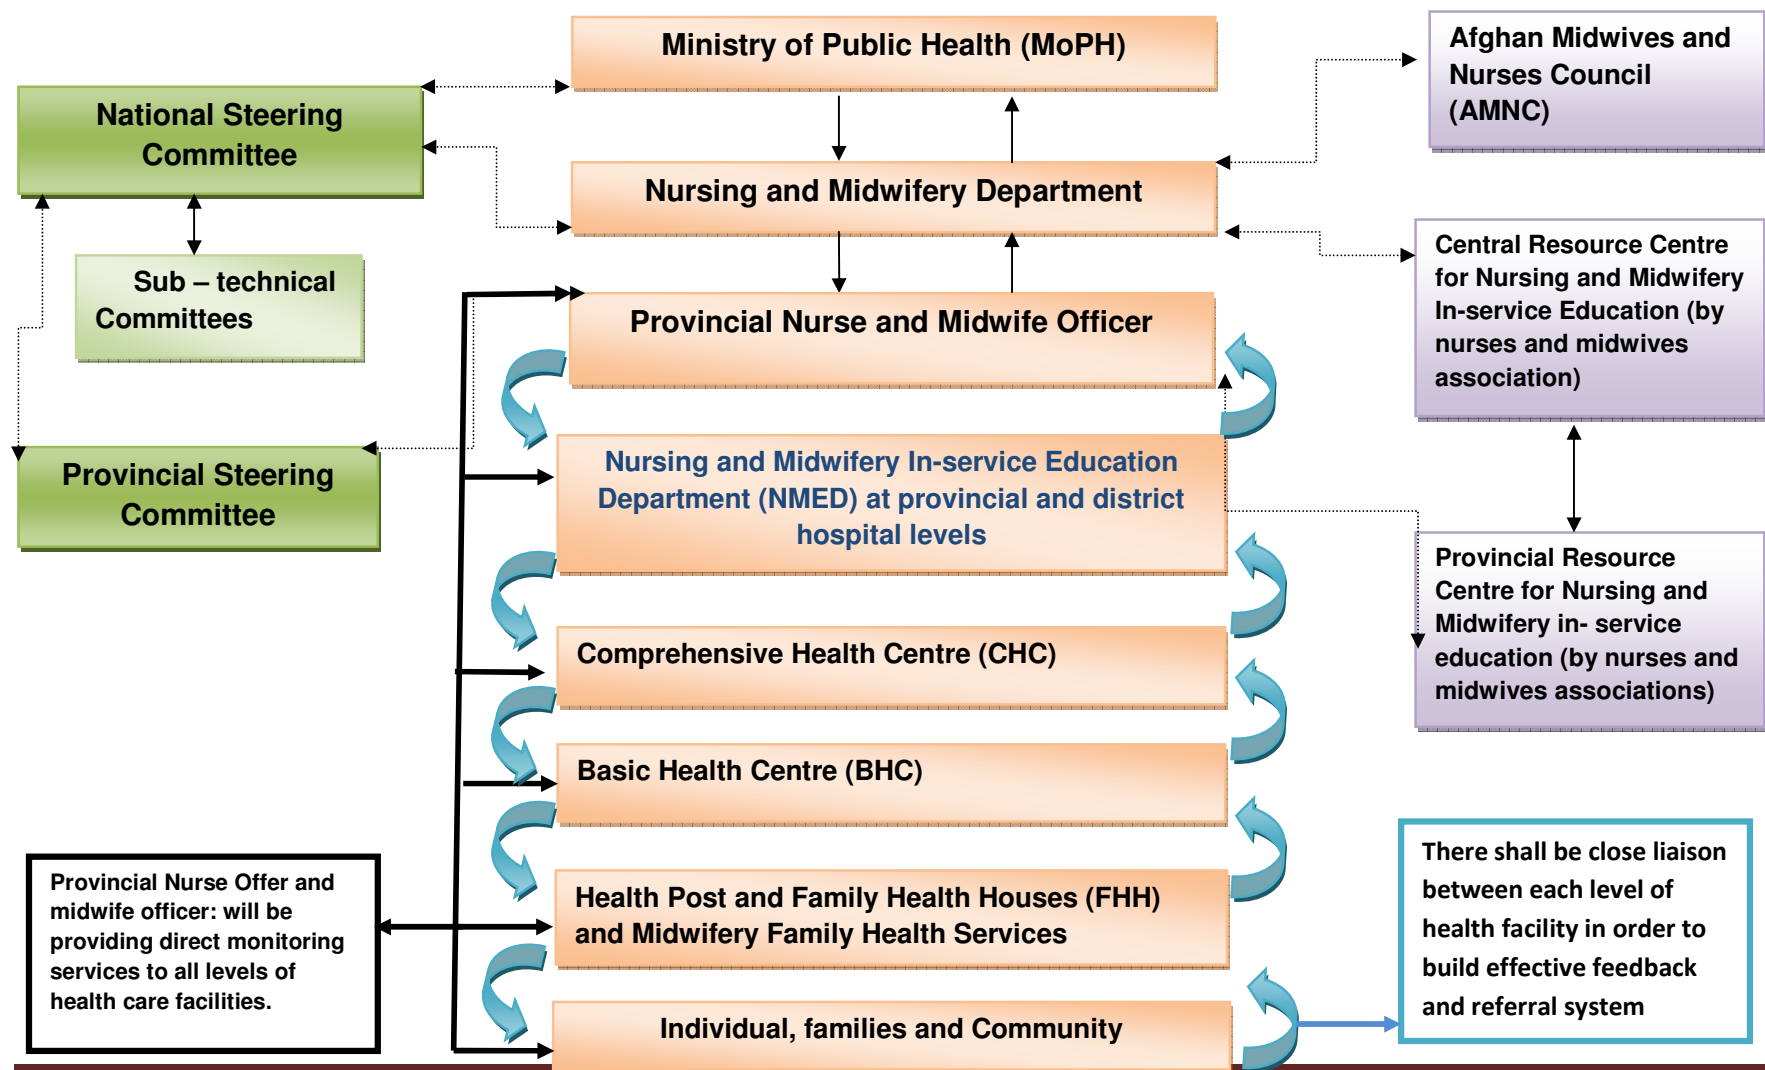 Ministry of Public Health (MoPH)
Afghan Midwives and
Nurses Council
(AMNC)
National Steering
Committee
Nursing and Midwifery Department
Sub – technical
Committees
Central Resource Centre
for Nursing and Midwifery
In-service Education (by
nurses and midwives
association)
Provincial Nurse and Midwife Officer
Provincial Steering
Committee
Nursing and Midwifery In-service Education
Department (NMED) at provincial and district
hospital levels
Provincial Resource
Centre for Nursing and
Midwifery in- service
education (by nurses and
midwives associations)
Comprehensive Health Centre (CHC)
Basic Health Centre (BHC)
Provincial Nurse Offer and
midwife officer: will be
providing direct monitoring
services to all levels of
health care facilities.
Health Post and Family Health Houses (FHH)
and Midwifery Family Health Services
There shall be close liaison
between each level of
health facility in order to
build effective feedback
and referral system
Individual, families and Community